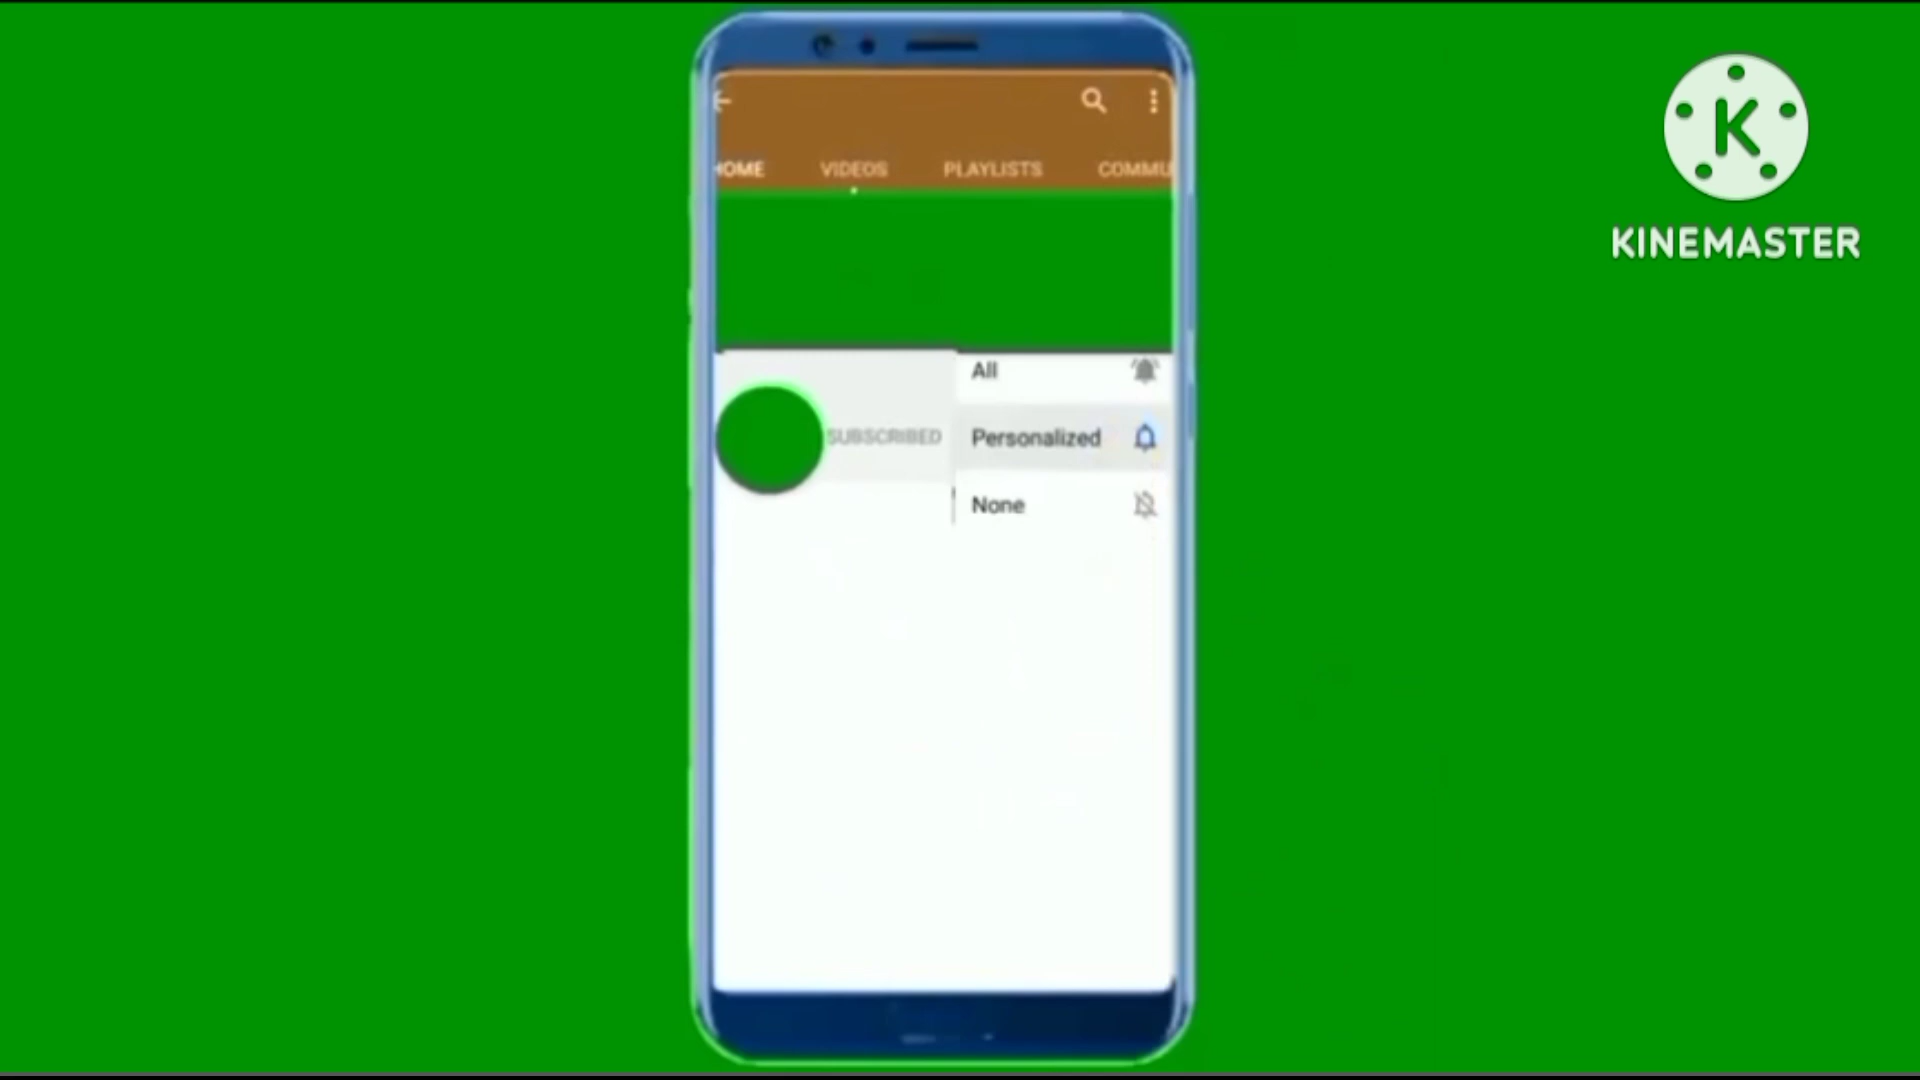 K
KINEMASTER
HOME VIDEOS PLAYLISTS COMMU
All
SUBSCRIBED Personalized
None